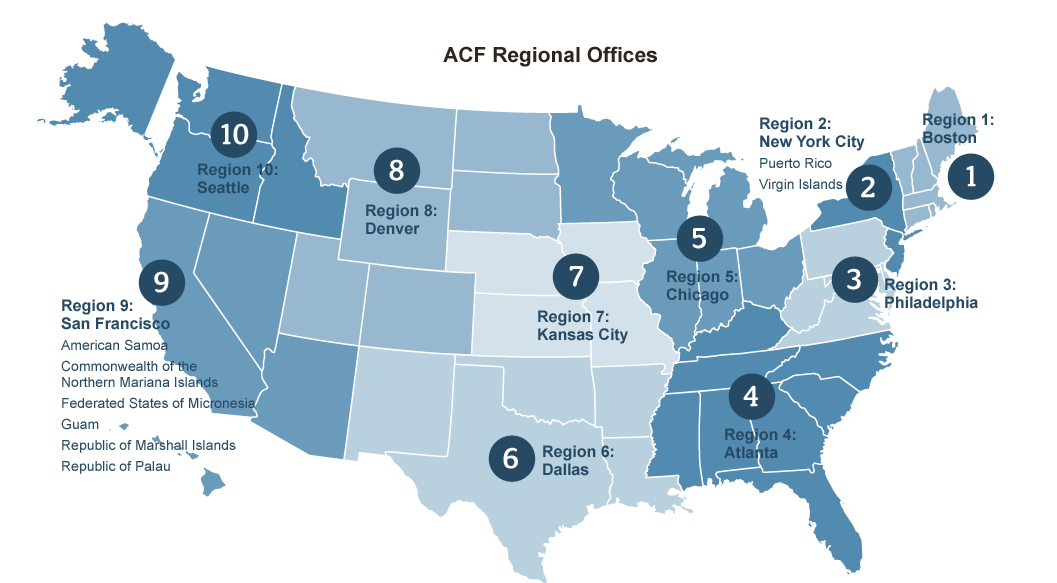 ACF Regional Offices
Region 1:
Boston
1
Region 2:
New York City
Puerto Rico
Virgin Islands
2
3
Region 3:
Philadelphia
4
Region 4:
Atlanta
5
Region 5:
Chicago
6
Region 6:
Dallas
7
Region 7:
Kansas City
8
Region 8:
Denver
9
Region 9:
San Francisco
American Samoa
Commonwealth of the
Northern Mariana Islands
Federated States of Micronesia
Guam
Republic of Marshall Islands
Republic of Palau
10
Region 10:
Seattle